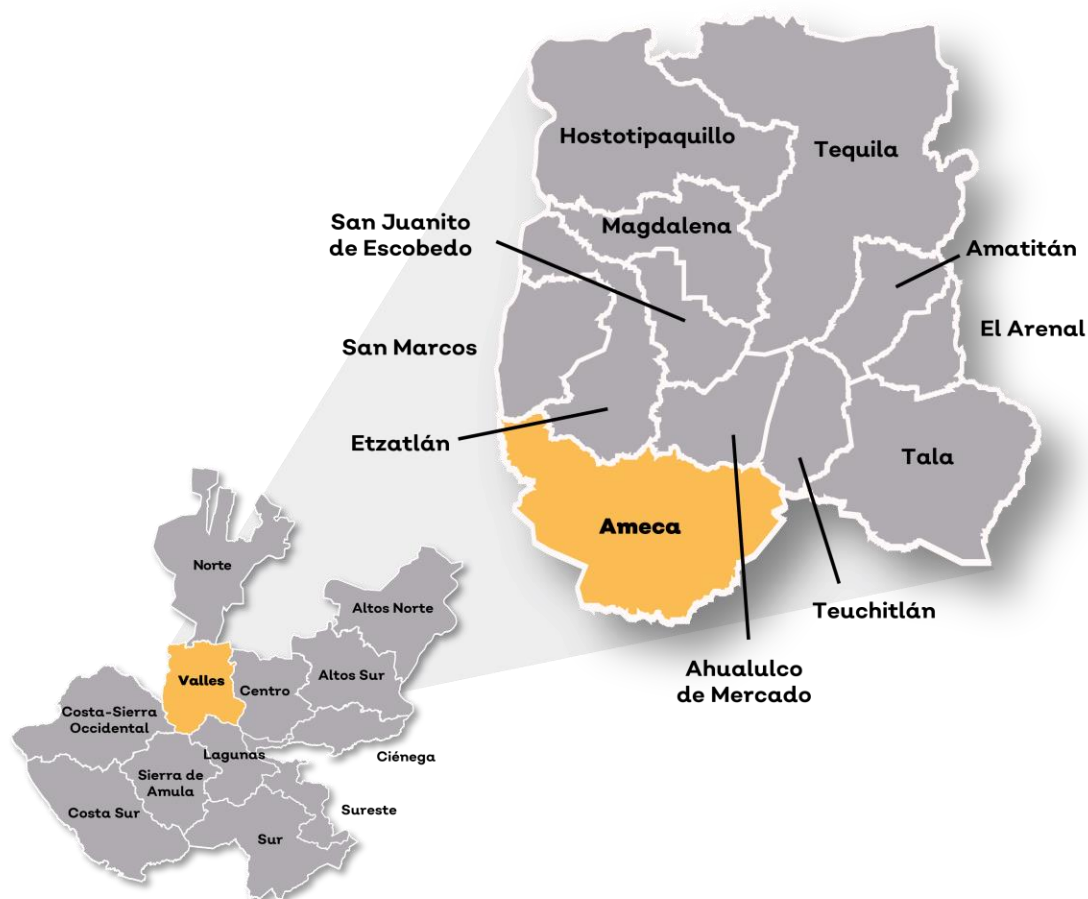 Hostotipaquillo
Tequila
San Juanito
de Escobedo
Magdalena
Amatitán
El Arenal
San Marcos
Etzatlán
Tala
Ameca
Teuchitlán
Ahualulco
de Mercado
Norte
Altos Norte
Valles
Centro
Altos Sur
Costa-Sierra
Occidental
Lagunas
Ciénega
Sierra de
Amula
Costa Sur
Sureste
Sur